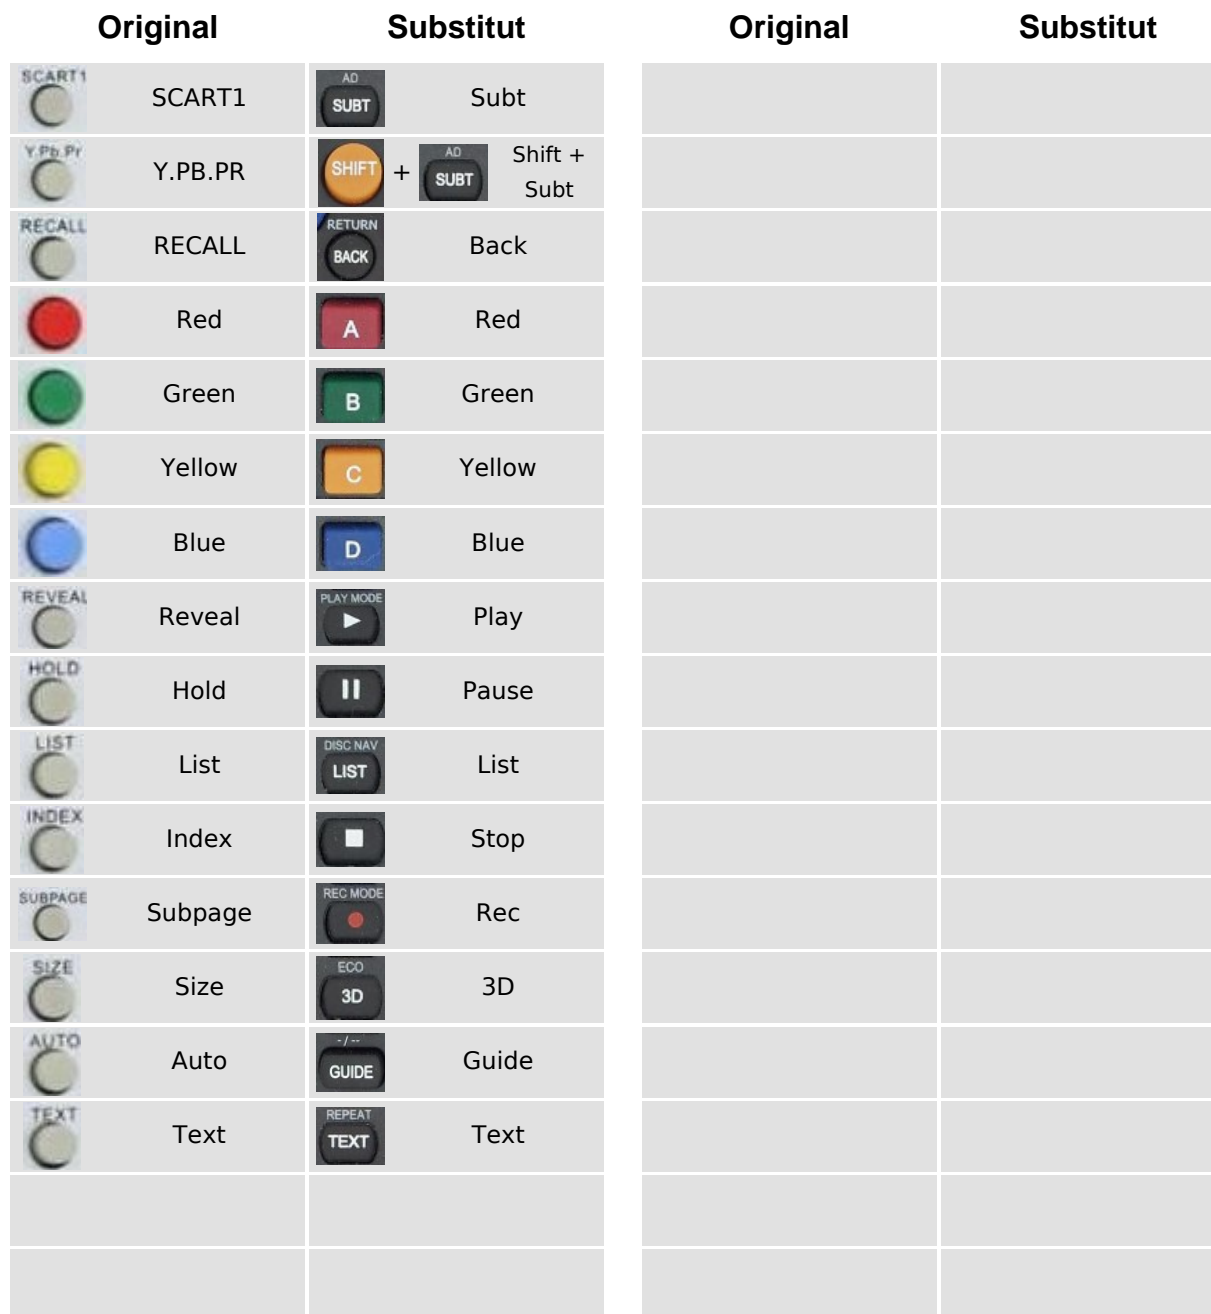 Original Substitut Original Substitut
SCART1 SCART1 AD SUBT Subt
Y.Pb.Pr Y.PB.PR SHIFT + AD SUBT Shift +
Subt
RECALL RECALL RETURN BACK Back
Red A Red
Green B Green
Yellow C Yellow
Blue D Blue
REVEAL Reveal PLAY MODE Play
HOLD Hold Pause
LIST List DISC NAV LIST List
INDEX Index Stop
SUBPAGE Subpage REC MODE Rec
SIZE Size ECO 3D 3D
AUTO Auto -/-- GUIDE Guide
TEXT Text REPEAT TEXT Text